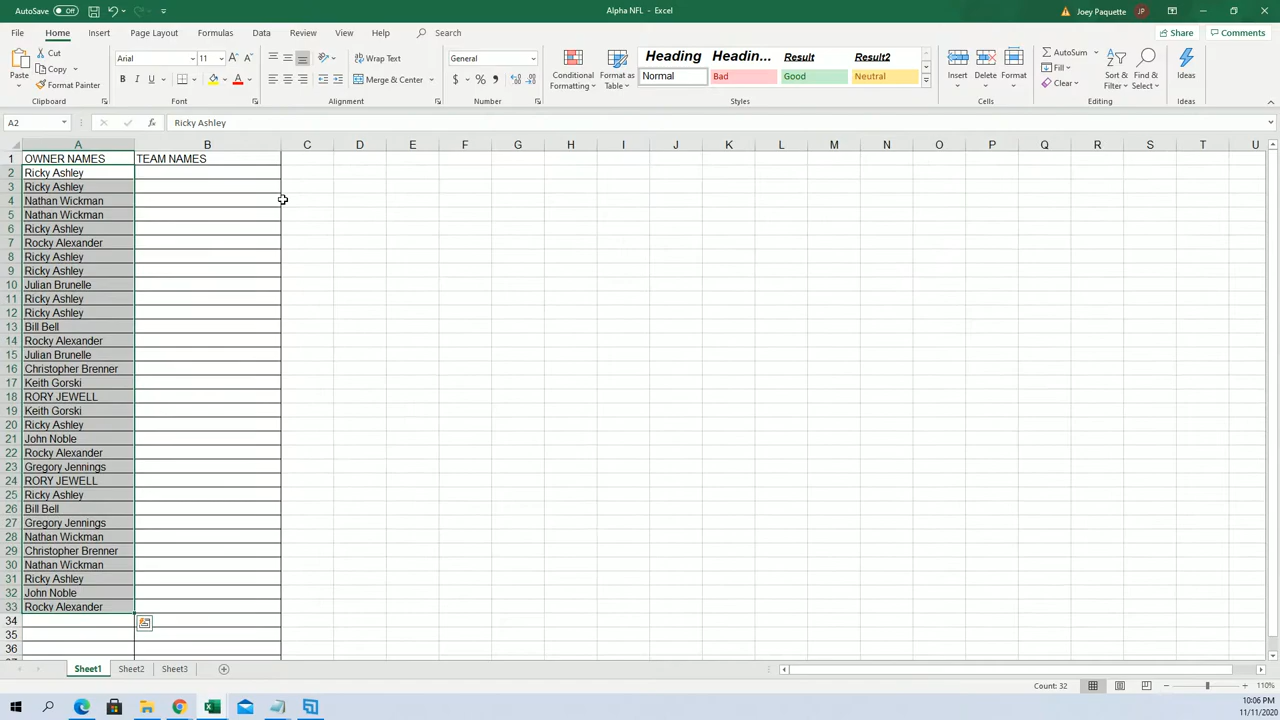 AutoSave Off
Alpha NFL - Excel
Joey Paquette JP
File Home Insert Page Layout Formulas Data Review View Help Search
Share Comments
Paste
Cut
Copy
Format Painter
Clipboard
Arial 11
B I U
Font
Wrap Text
Merge & Center
Alignment
General
$ % 9
Number
Conditional Formatting
Format as Table
Heading Headin... Result Result2
Normal Bad Good Neutral
Styles
Insert Delete Format
Cells
AutoSum
Fill
Clear
Sort & Filter
Find & Select
Editing
Ideas
Ideas
A2
Ricky Ashley
A B C D E F G H I J K L M N O P Q R S T U
1 OWNER NAMES TEAM NAMES
2 Ricky Ashley
3 Ricky Ashley
4 Nathan Wickman
5 Nathan Wickman
6 Ricky Ashley
7 Rocky Alexander
8 Ricky Ashley
9 Ricky Ashley
10 Julian Brunelle
11 Ricky Ashley
12 Ricky Ashley
13 Bill Bell
14 Rocky Alexander
15 Julian Brunelle
16 Christopher Brenner
17 Keith Gorski
18 RORY JEWELL
19 Keith Gorski
20 Ricky Ashley
21 John Noble
22 Rocky Alexander
23 Gregory Jennings
24 RORY JEWELL
25 Ricky Ashley
26 Bill Bell
27 Gregory Jennings
28 Nathan Wickman
29 Christopher Brenner
30 Nathan Wickman
31 Ricky Ashley
32 John Noble
33 Rocky Alexander
34
35
36
Sheet1 Sheet2 Sheet3
Count: 32
110%
10:06 PM
11/11/2020